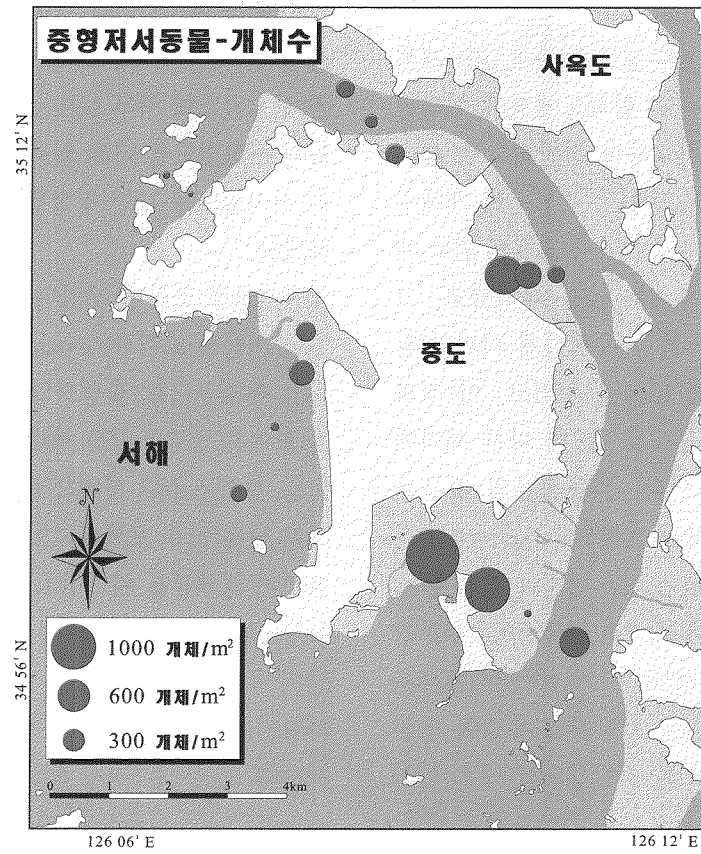 중형저서동물-개체수
사옥도
35 12' N
증도
서해
N
1000 개체/m²
600 개체/m²
300 개체/m²
34 56' N
0 1 2 3 4km
126 06' E
126 12' E